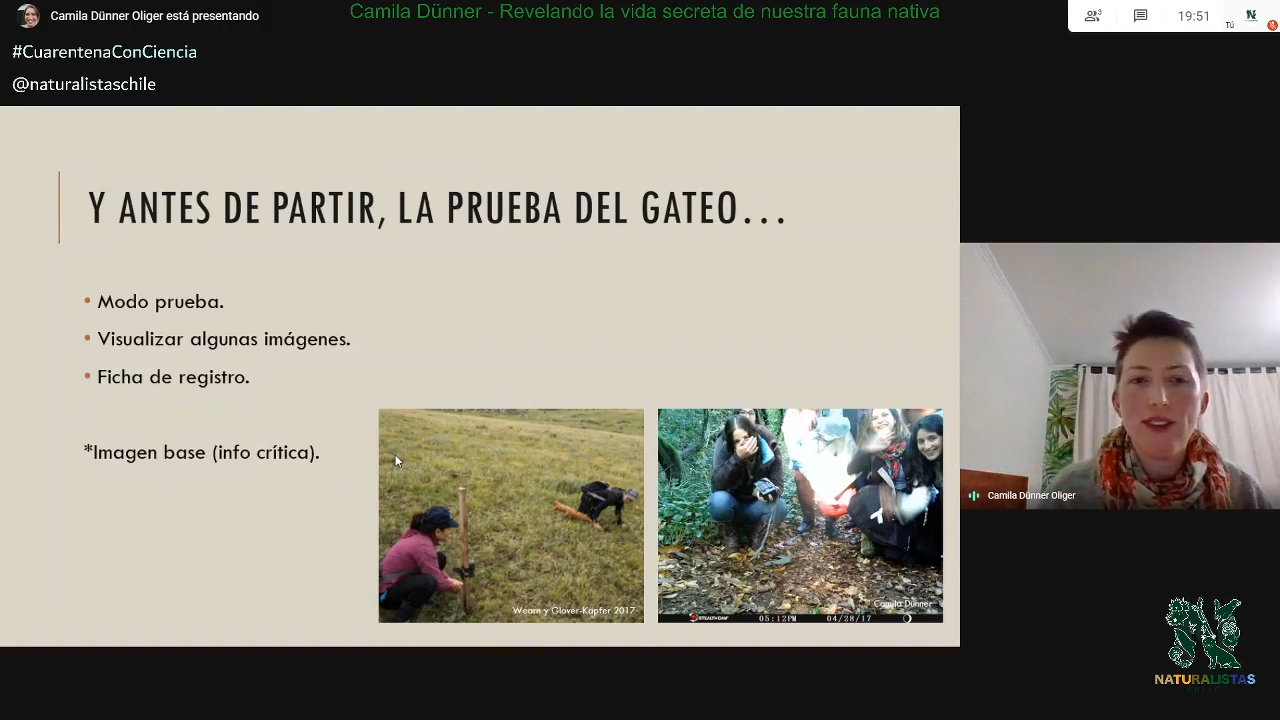 Camila Dünner Oliger está presentando
Camila Dünner - Revelando la vida secreta de nuestra fauna nativa
3
19:51
Tú
#CuarentenaConCiencia
@naturalistaschile
Y ANTES DE PARTIR, LA PRUEBA DEL GATEO...
• Modo prueba.
• Visualizar algunas imágenes.
• Ficha de registro.
*Imagen base (info crítica).
Wearn y Glover-Kapfer 2017
Camila Dünner
STEALTHCAM
05:12PM
04/28/17
Camila Dünner Oliger
NATURALISTAS